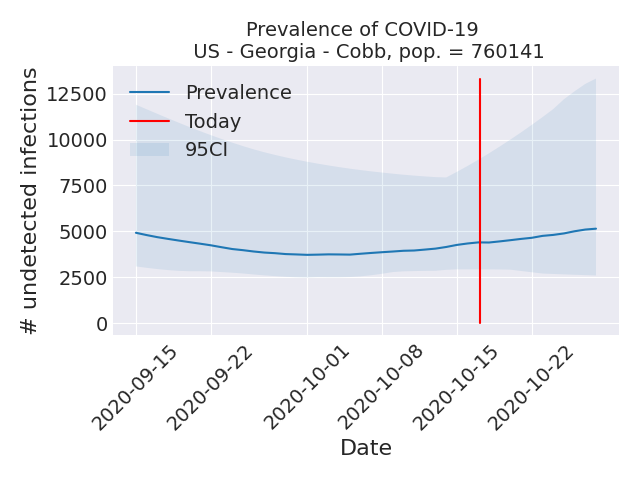 Prevalence of COVID-19
US - Georgia - Cobb, pop. = 760141
# undetected infections
12500
10000
7500
5000
2500
0
Prevalence
Today
95CI
2020-09-15
2020-09-22
2020-10-01
2020-10-08
2020-10-15
2020-10-22
Date